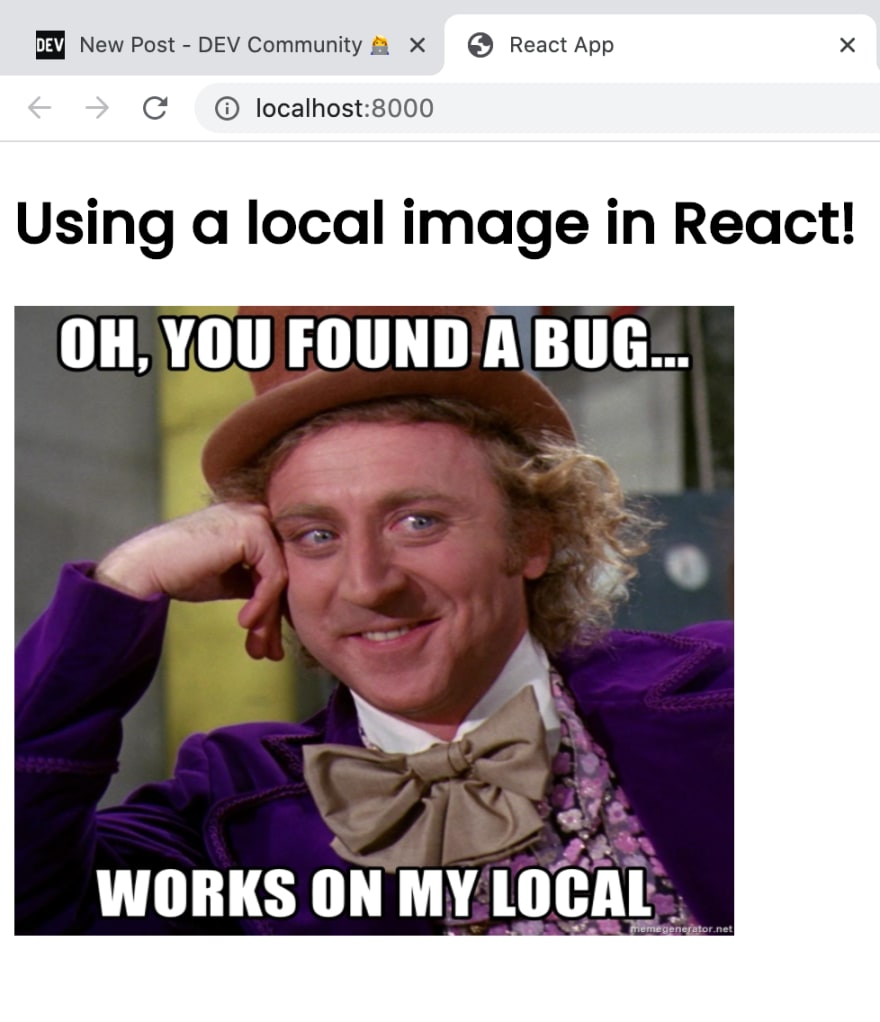 DEV New Post - DEV Community 👩‍💻 React App
localhost:8000
Using a local image in React!
OH, YOU FOUND A BUG...
WORKS ON MY LOCAL
memegenerator.net